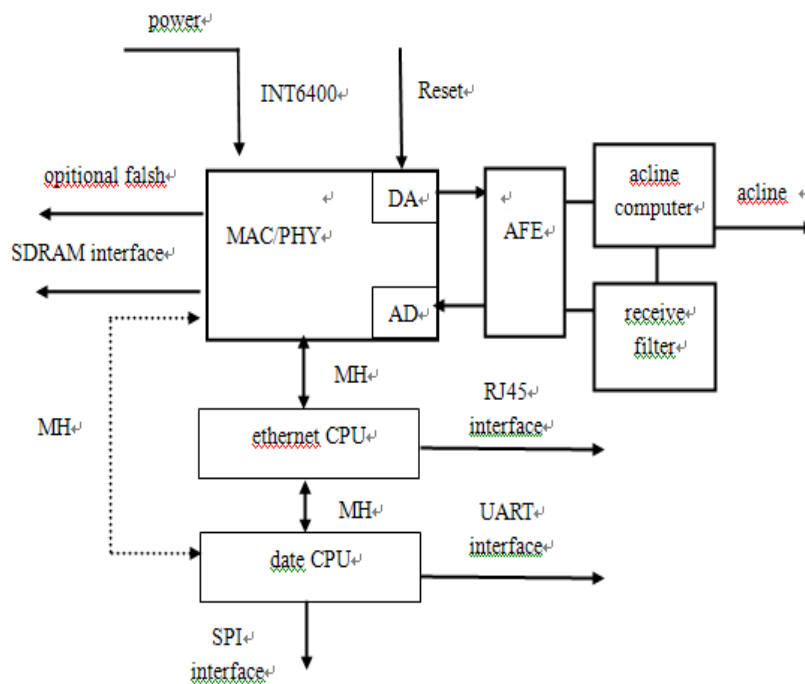 power
INT6400
Reset
opitional falsh
SDRAM interface
MAC/PHY
DA
AD
AFE
acline
computer
acline
receive
filter
MH
MH
RJ45
interface
ethernet CPU
MH
UART
interface
date CPU
SPI
interface